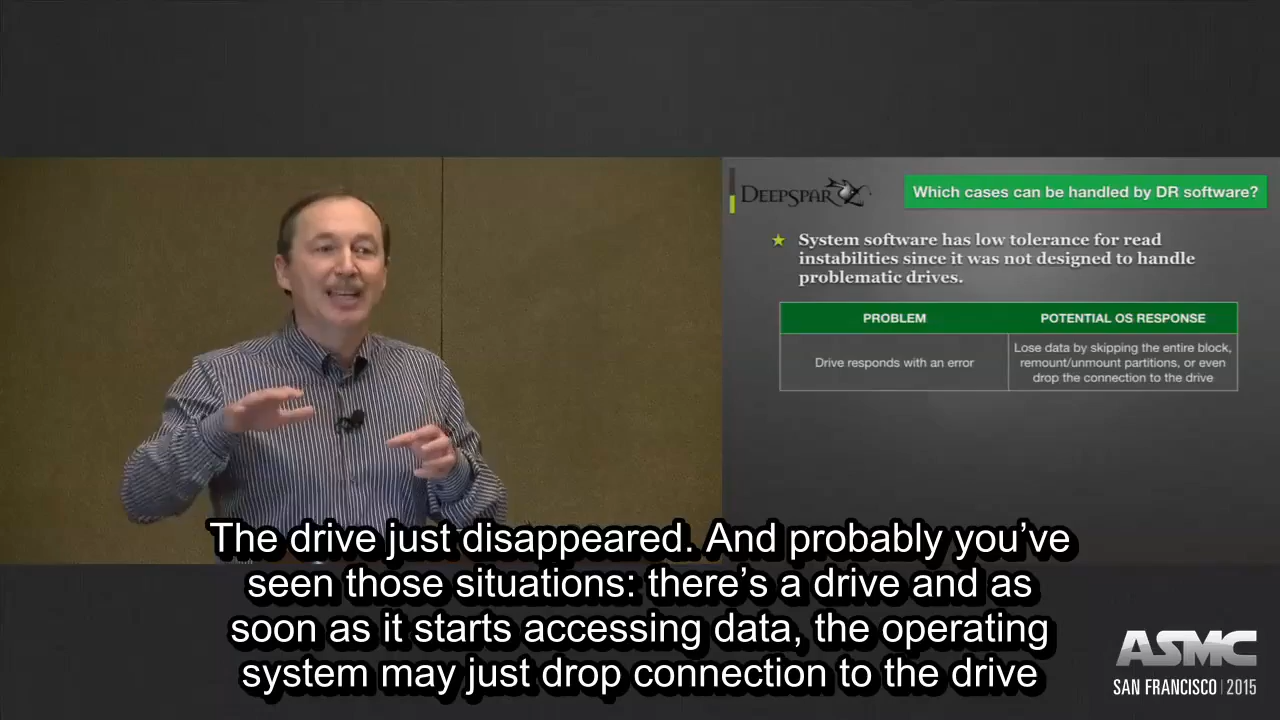 DEEPSPAR
Which cases can be handled by DR software?
System software has low tolerance for read
instabilities since it was not designed to handle
problematic drives.
PROBLEM
POTENTIAL OS RESPONSE
Drive responds with an error
Lose data by skipping the entire block,
remount/unmount partitions, or even
drop the connection to the drive
The drive just disappeared. And probably you’ve
seen those situations: there’s a drive and as
soon as it starts accessing data, the operating
system may just drop connection to the drive
ASMC
SAN FRANCISCO | 2015